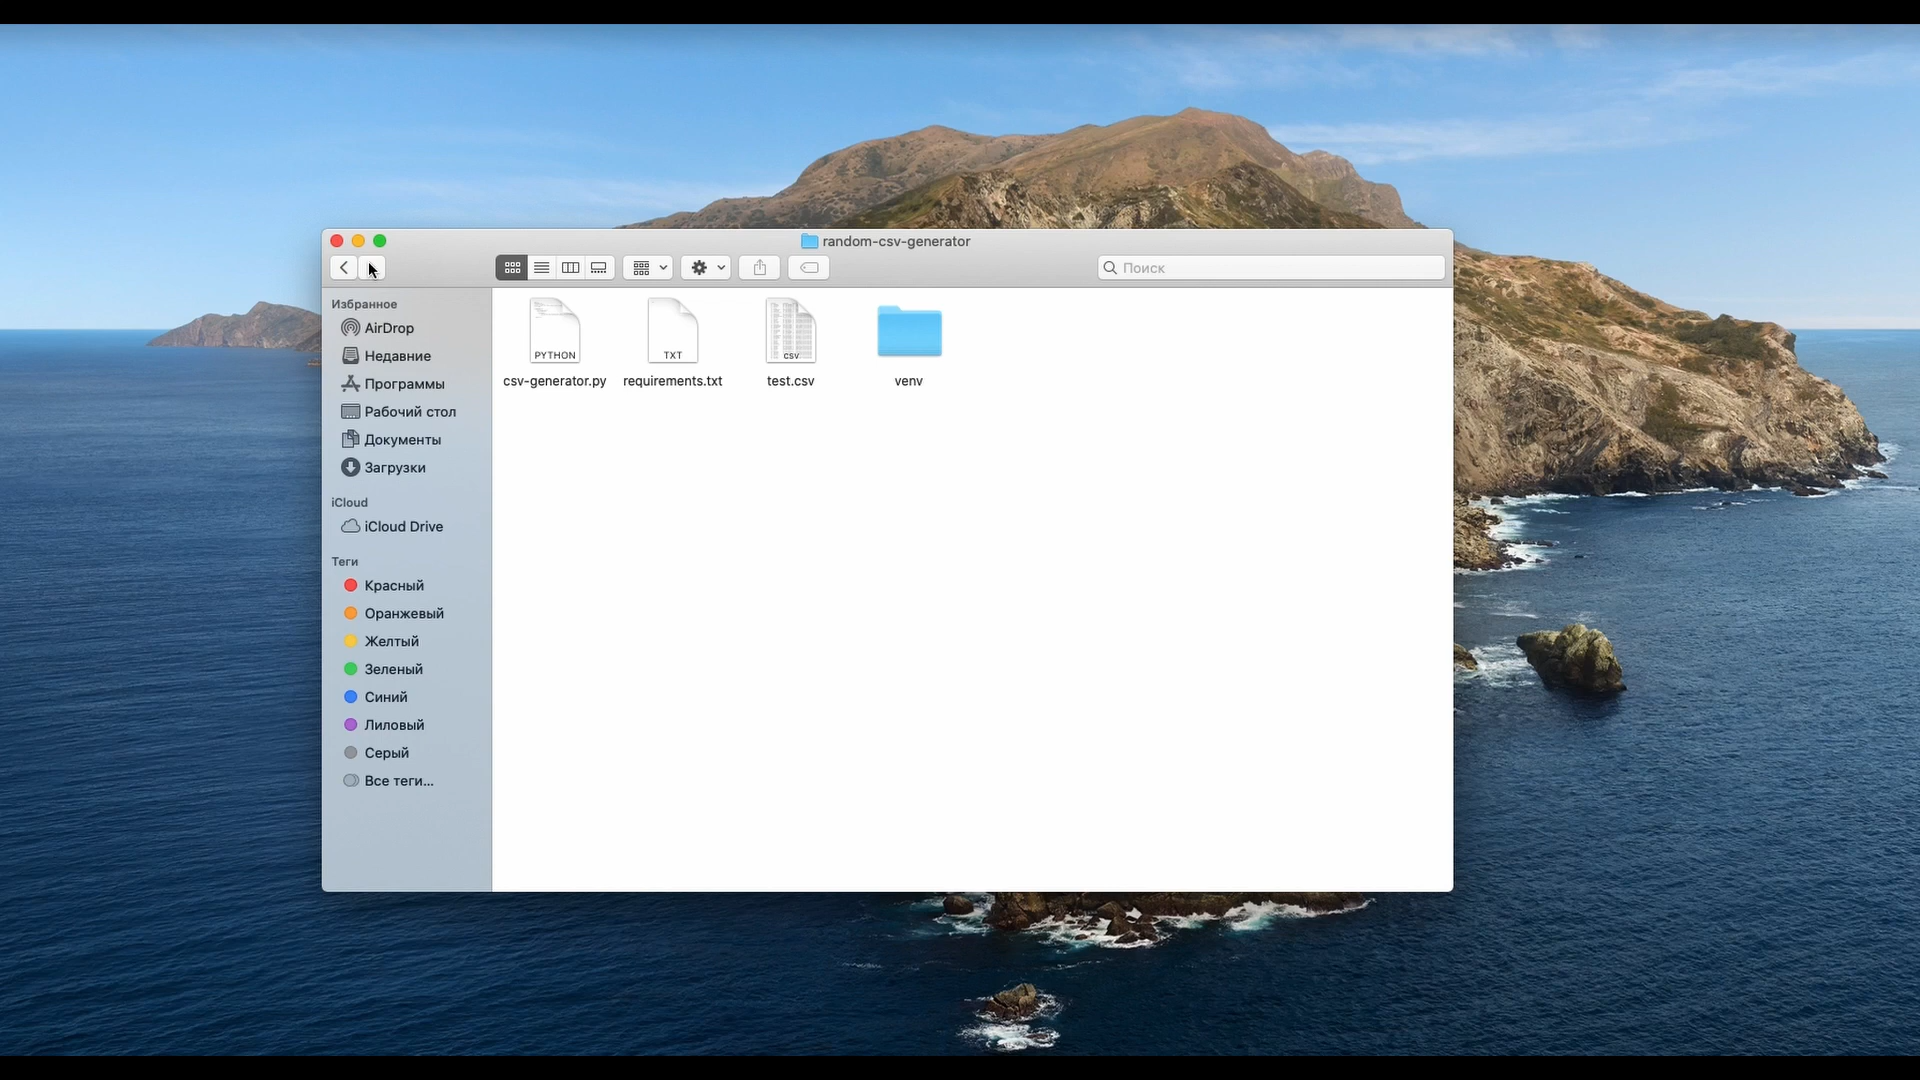 random-csv-generator
Поиск
Избранное
AirDrop
Недавние
Программы
Рабочий стол
Документы
Загрузки
iCloud
iCloud Drive
Теги
Красный
Оранжевый
Желтый
Зеленый
Синий
Лиловый
Серый
Все теги...
PYTHON
TXT
csv
csv-generator.py
requirements.txt
test.csv
venv